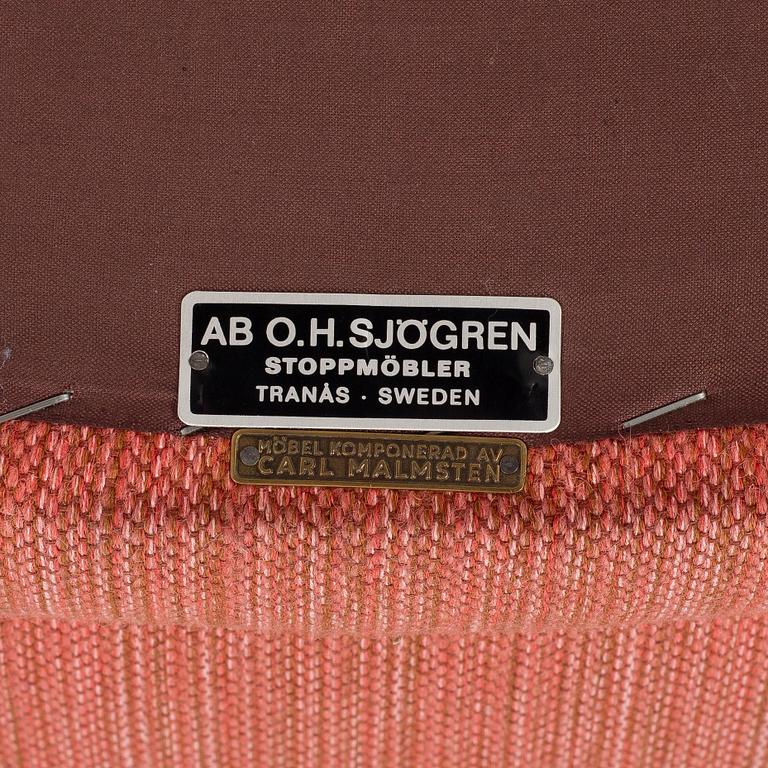 AB O.H.SJÖGREN
STOPPMÖBLER
TRANÅS · SWEDEN
MÖBEL KOMPONERAD AV
CARL MALMSTEN